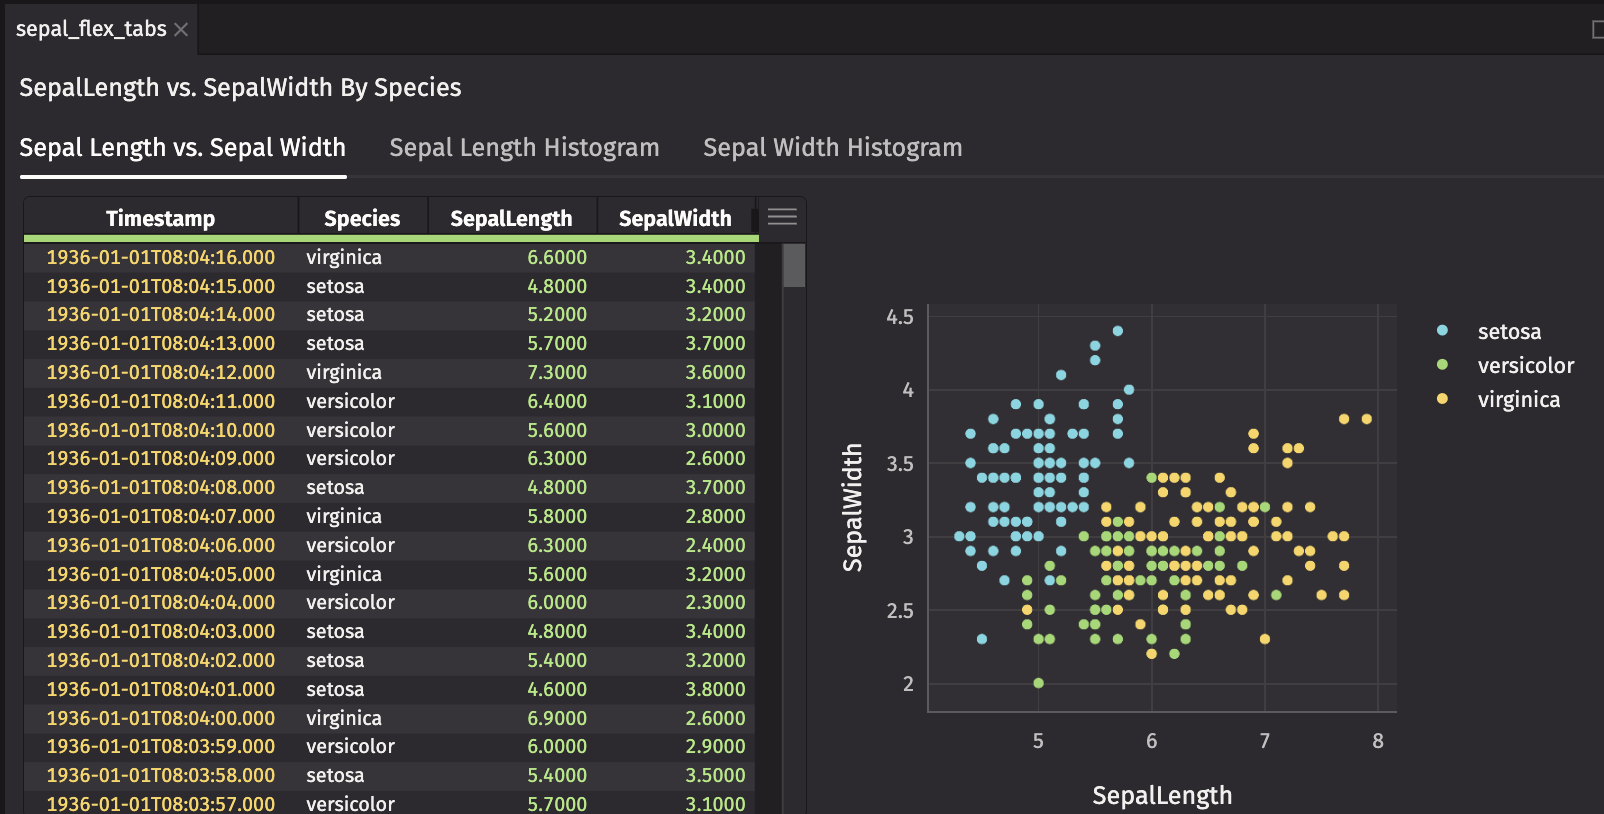 sepal_flex_tabs
SepalLength vs. SepalWidth By Species
Sepal Length vs. Sepal Width Sepal Length Histogram Sepal Width Histogram
Timestamp Species SepalLength SepalWidth
1936-01-01T08:04:16.000 virginica 6.6000 3.4000
1936-01-01T08:04:15.000 setosa 4.8000 3.4000
1936-01-01T08:04:14.000 setosa 5.2000 3.2000
1936-01-01T08:04:13.000 setosa 5.7000 3.7000
1936-01-01T08:04:12.000 virginica 7.3000 3.6000
1936-01-01T08:04:11.000 versicolor 6.4000 3.1000
1936-01-01T08:04:10.000 versicolor 5.6000 3.0000
1936-01-01T08:04:09.000 versicolor 6.3000 2.6000
1936-01-01T08:04:08.000 setosa 4.8000 3.7000
1936-01-01T08:04:07.000 virginica 5.8000 2.8000
1936-01-01T08:04:06.000 versicolor 6.3000 2.4000
1936-01-01T08:04:05.000 virginica 5.6000 3.2000
1936-01-01T08:04:04.000 versicolor 6.0000 2.3000
1936-01-01T08:04:03.000 setosa 4.8000 3.4000
1936-01-01T08:04:02.000 setosa 5.4000 3.2000
1936-01-01T08:04:01.000 setosa 4.6000 3.8000
1936-01-01T08:04:00.000 virginica 6.9000 2.6000
1936-01-01T08:03:59.000 versicolor 6.0000 2.9000
1936-01-01T08:03:58.000 setosa 5.4000 3.5000
1936-01-01T08:03:57.000 versicolor 5.7000 3.1000
SepalWidth
4.5
4
3.5
3
2.5
2
5 6 7 8
SepalLength
setosa
versicolor
virginica